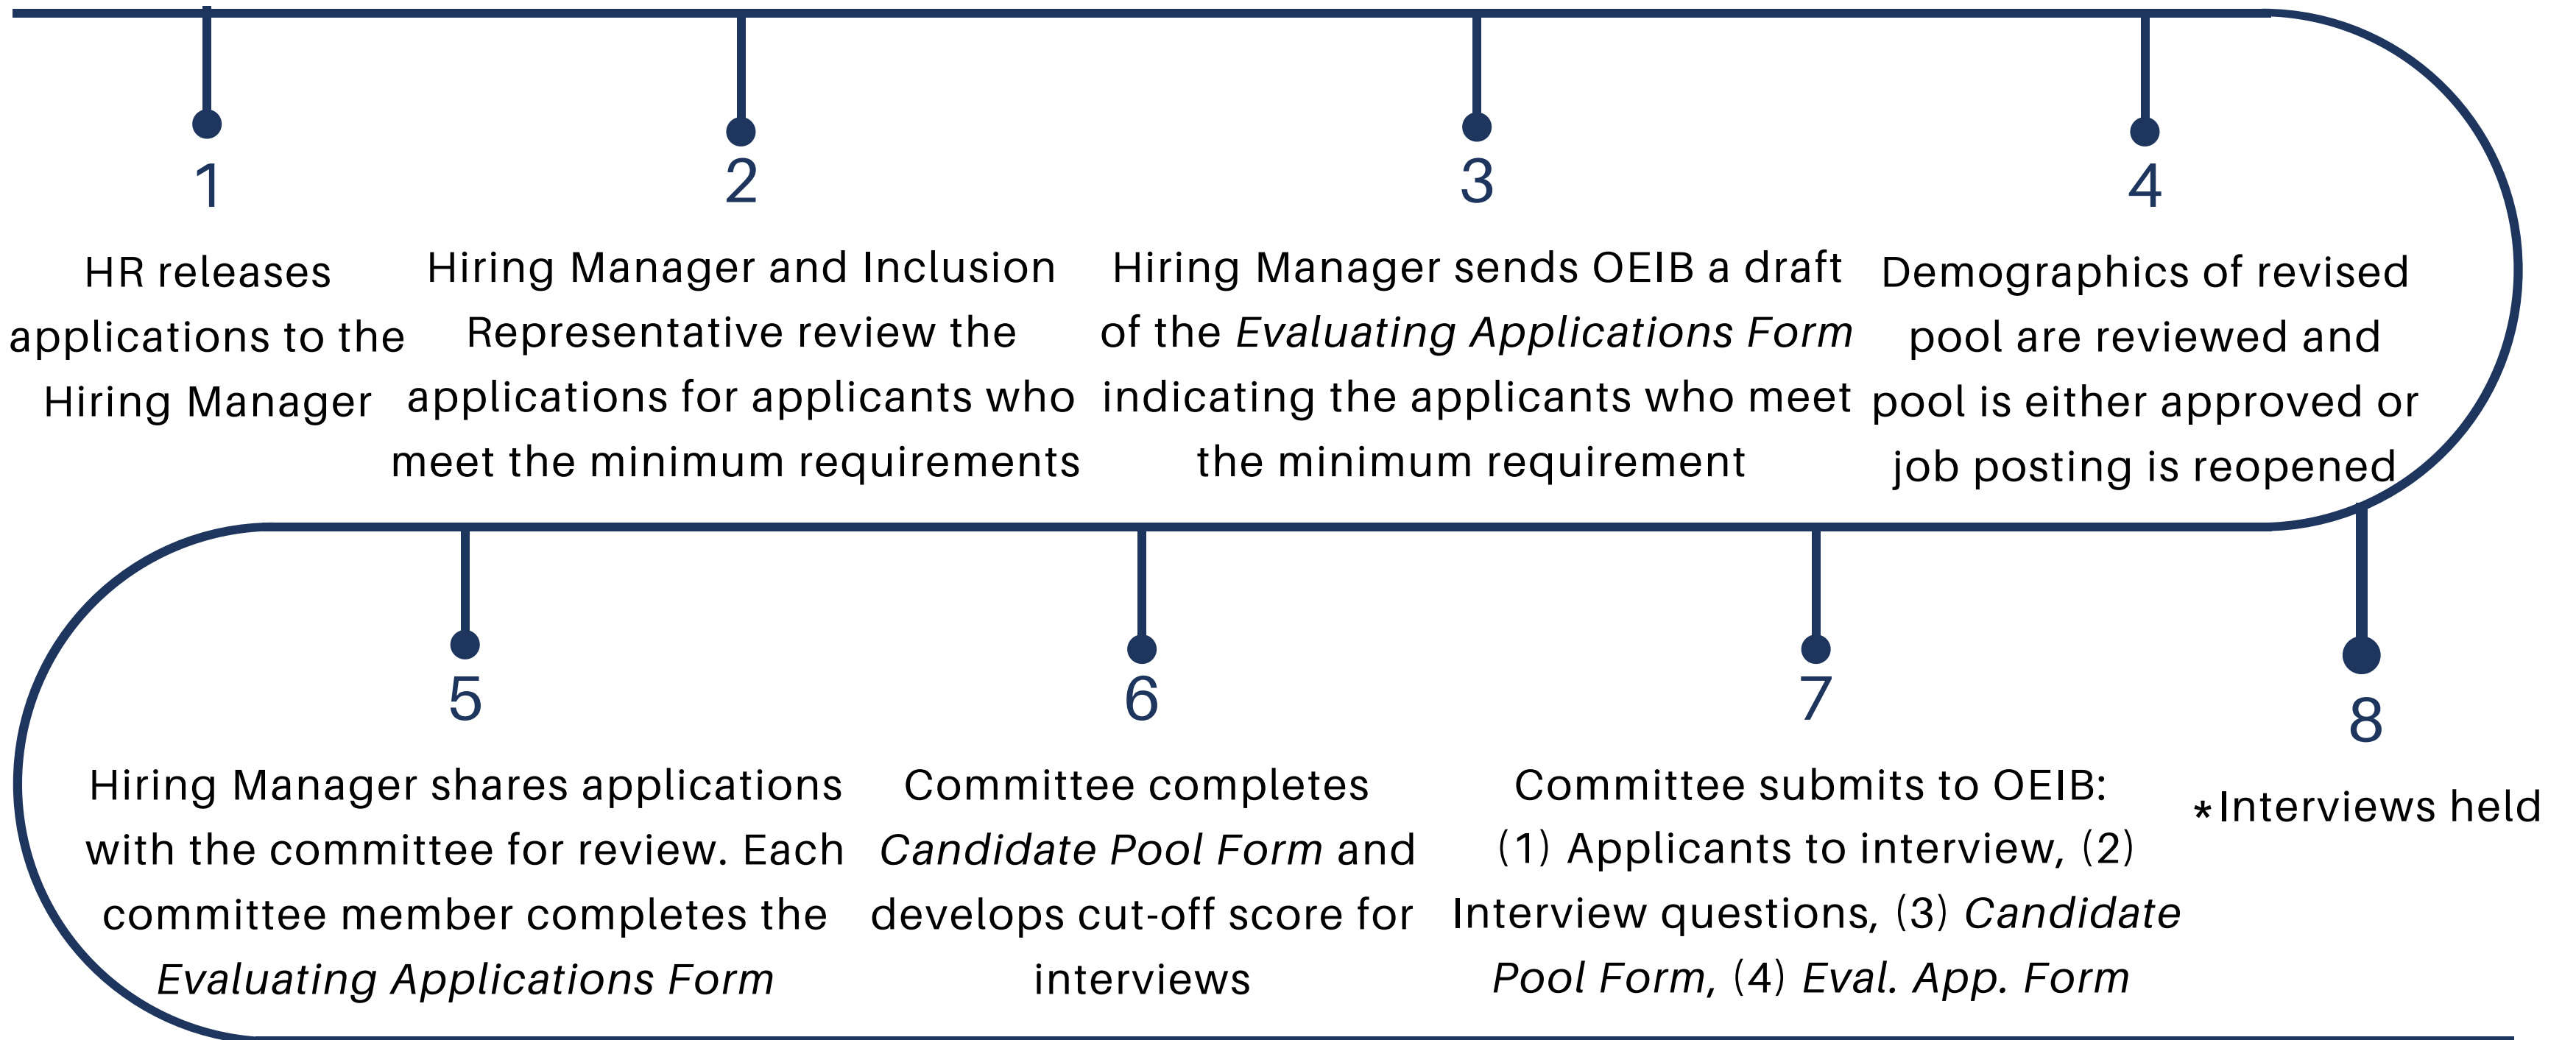 1
HR releases
applications to the
Hiring Manager
2
Hiring Manager and Inclusion
Representative review the
applications for applicants who
meet the minimum requirements
3
Hiring Manager sends OEIB a draft
of the Evaluating Applications Form
indicating the applicants who meet
the minimum requirement
4
Demographics of revised
pool are reviewed and
pool is either approved or
job posting is reopened
5
Hiring Manager shares applications
with the committee for review. Each
committee member completes the
Evaluating Applications Form
6
Committee completes
Candidate Pool Form and
develops cut-off score for
interviews
7
Committee submits to OEIB:
(1) Applicants to interview, (2)
Interview questions, (3) Candidate
Pool Form, (4) Eval. App. Form
8
*Interviews held